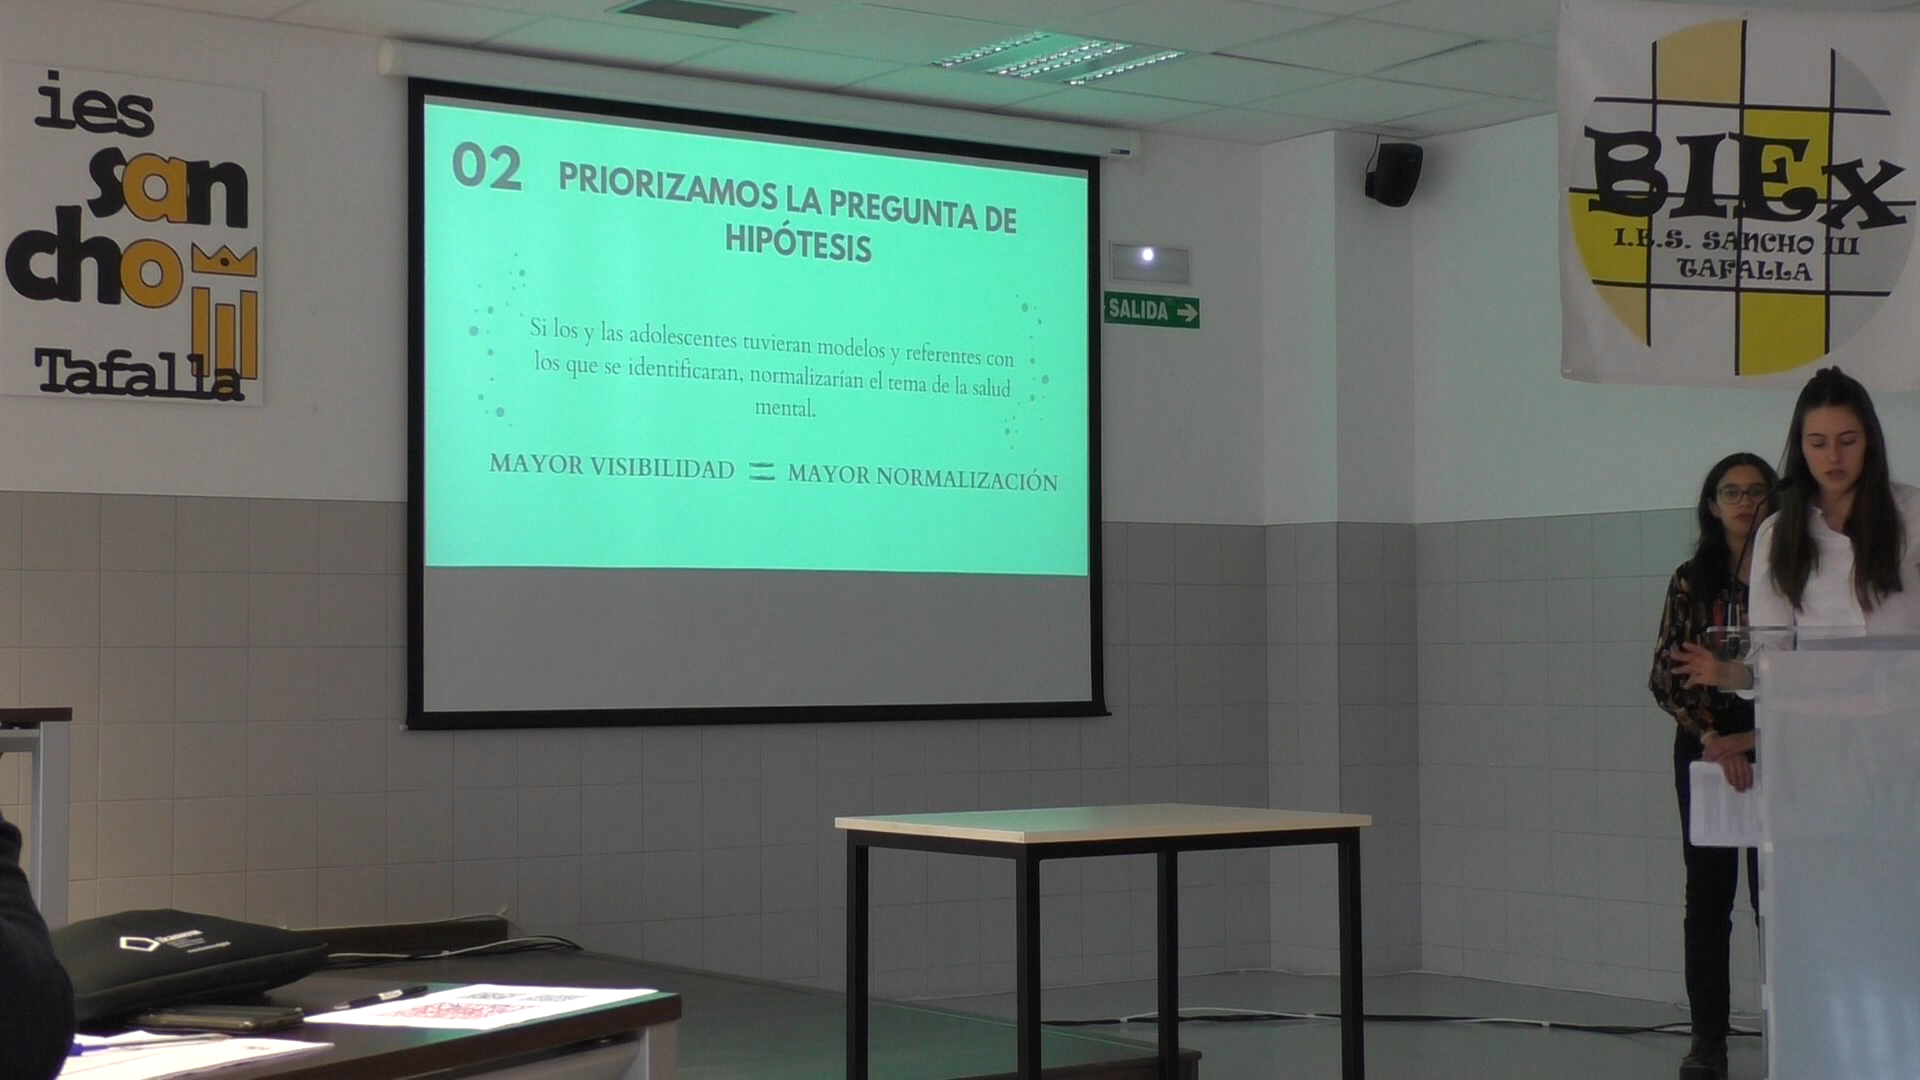 ies
san
cho III
Tafalla
02
PRIORIZAMOS LA PREGUNTA DE
HIPÓTESIS
Si los y las adolescentes tuvieran modelos y referentes con
los que se identificaran, normalizarían el tema de la salud
mental.
MAYOR VISIBILIDAD = MAYOR NORMALIZACIÓN
SALIDA
BIEx
I.E.S. SANCHO III
TAFALLA